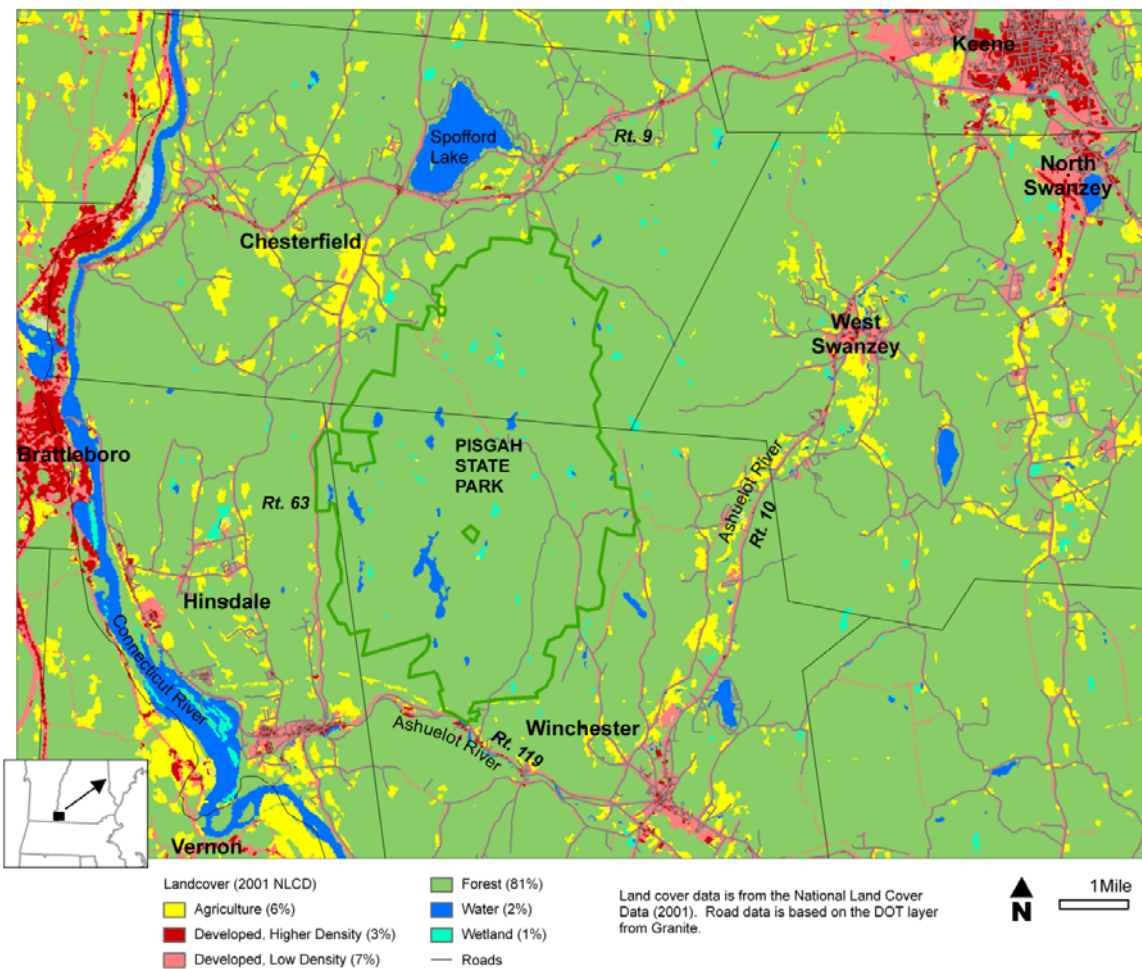 Keene
Rt. 9
Spofford
Lake
North
Swanzey
Chesterfield
West
Swanzey
Brattleboro
PISGAH
STATE
PARK
Rt. 63
Ashuelot River
Rt. 10
Hinsdale
Connecticut River
Ashuelot River
Rt. 119
Winchester
Vernon
Landcover (2001 NLCD)
Agriculture (6%)
Developed, Higher Density (3%)
Developed, Low Density (7%)
Forest (81%)
Water (2%)
Wetland (1%)
Roads
Land cover data is from the National Land Cover
Data (2001). Road data is based on the DOT layer
from Granite.
N
1Mile